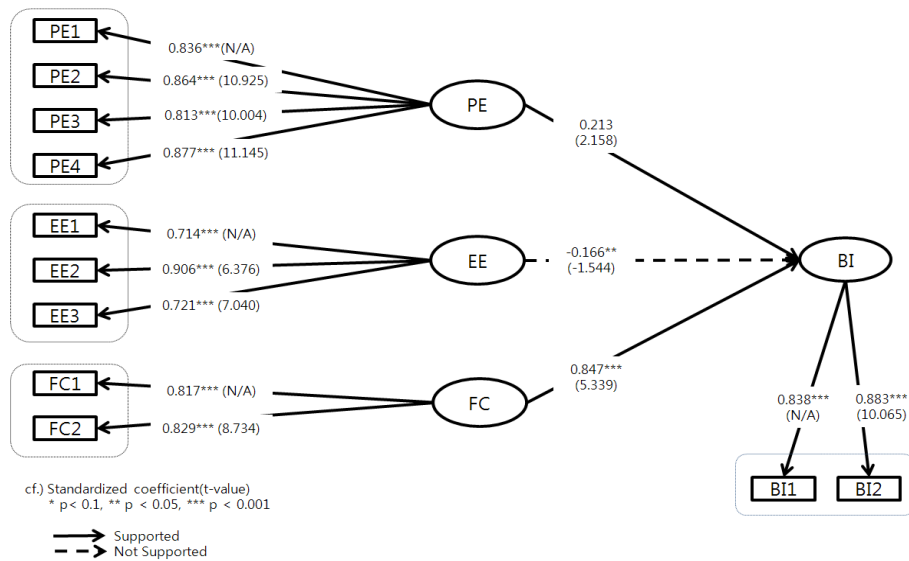 PE1
PE2
PE3
PE4
0.836***(N/A)
0.864*** (10.925)
0.813***(10.004)
0.877*** (11.145)
PE
0.213
(2.158)
EE1
EE2
EE3
0.714*** (N/A)
0.906*** (6.376)
0.721*** (7.040)
EE
-0.166**
(-1.544)
BI
FC1
FC2
0.817*** (N/A)
0.829*** (8.734)
FC
0.847***
(5.339)
0.838***
(N/A)
0.883***
(10.065)
BI1
BI2
cf.) Standardized coefficient(t-value)
* p< 0.1, ** p < 0.05, *** p < 0.001
Supported
Not Supported